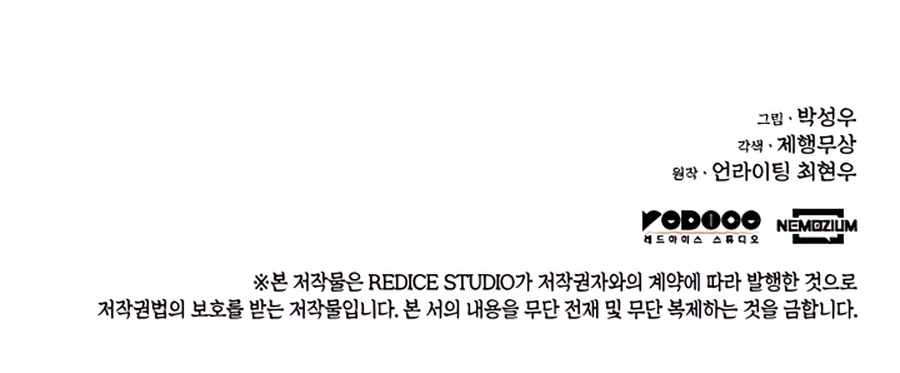 그림 · 박성우
각색 · 제행무상
원작 · 언라이팅 최현우
REDICE NEMOZIUM
레드아이스 스튜디오
※본 저작물은 REDICE STUDIO가 저작권자와의 계약에 따라 발행한 것으로
저작권법의 보호를 받는 저작물입니다. 본 서의 내용을 무단 전재 및 무단 복제하는 것을 금합니다.